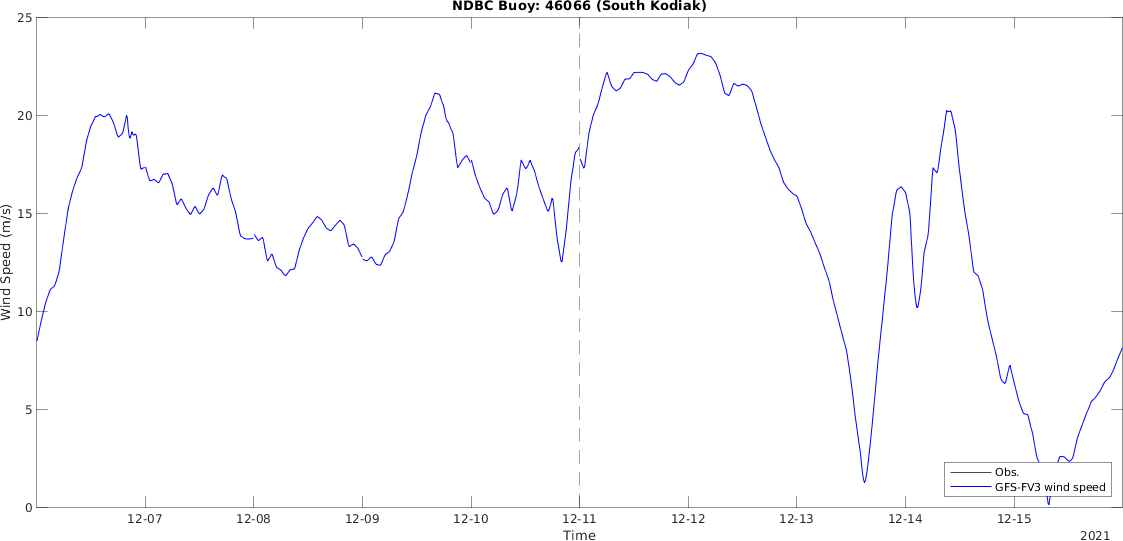 NDBC Buoy: 46066 (South Kodiak)
25
20
15
10
5
0
Wind Speed (m/s)
12-07 12-08 12-09 12-10 12-11 12-12 12-13 12-14 12-15
Time
2021
Obs.
GFS-FV3 wind speed